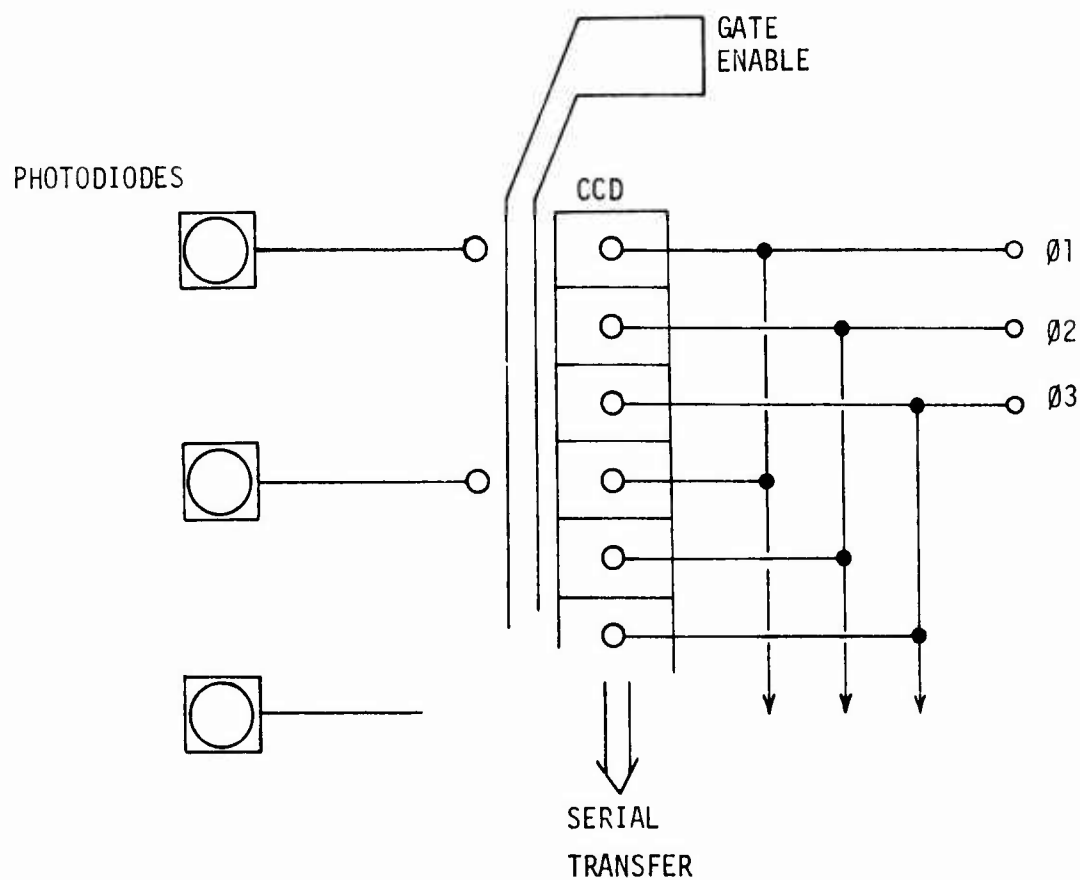 GATE
ENABLE
PHOTODIODES
CCD
Ø1
Ø2
Ø3
SERIAL
TRANSFER